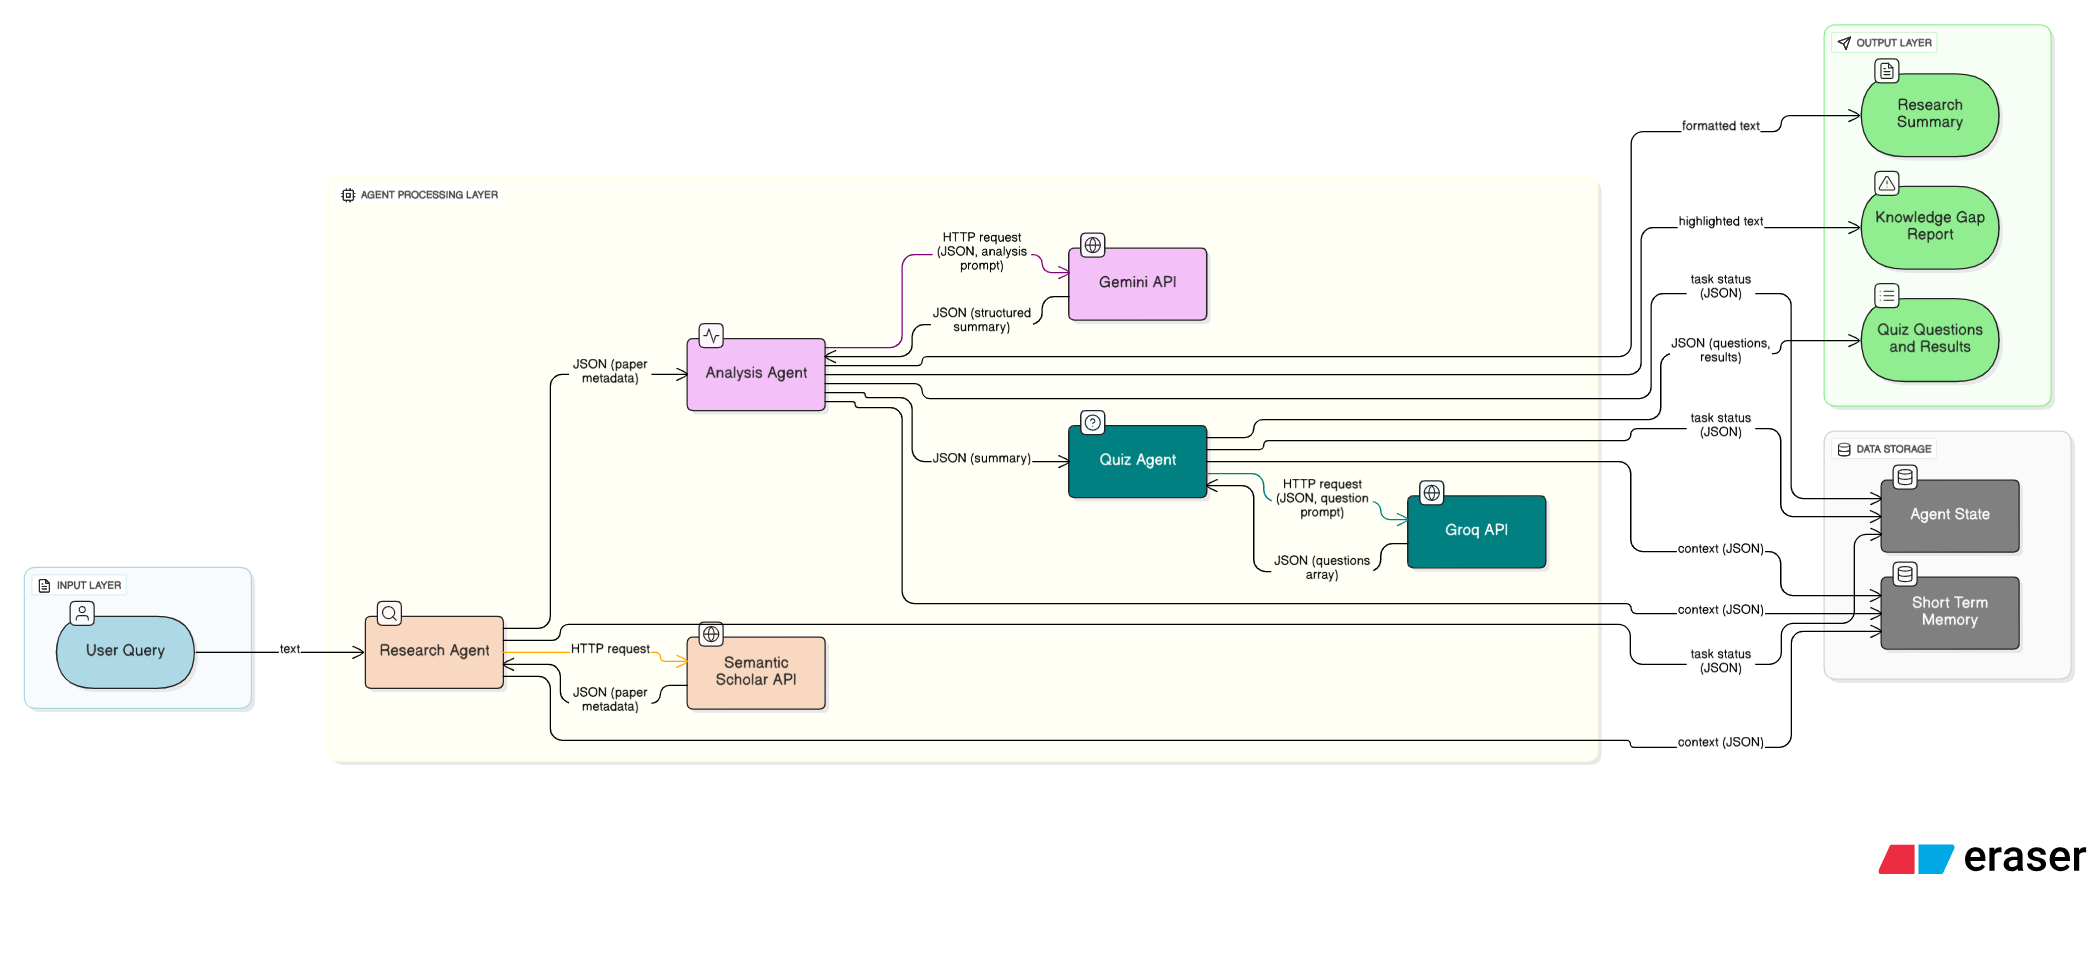 INPUT LAYER
User Query
text
AGENT PROCESSING LAYER
Research Agent
HTTP request
JSON (paper
metadata)
Semantic
Scholar API
JSON (paper
metadata)
Analysis Agent
HTTP request
(JSON, analysis
prompt)
Gemini API
JSON (structured
summary)
JSON (summary)
Quiz Agent
HTTP request
(JSON, question
prompt)
Groq API
JSON (questions
array)
formatted text
highlighted text
task status
(JSON)
JSON (questions,
results)
task status
(JSON)
context (JSON)
context (JSON)
task status
(JSON)
context (JSON)
OUTPUT LAYER
Research
Summary
Knowledge Gap
Report
Quiz Questions
and Results
DATA STORAGE
Agent State
Short Term
Memory
eraser